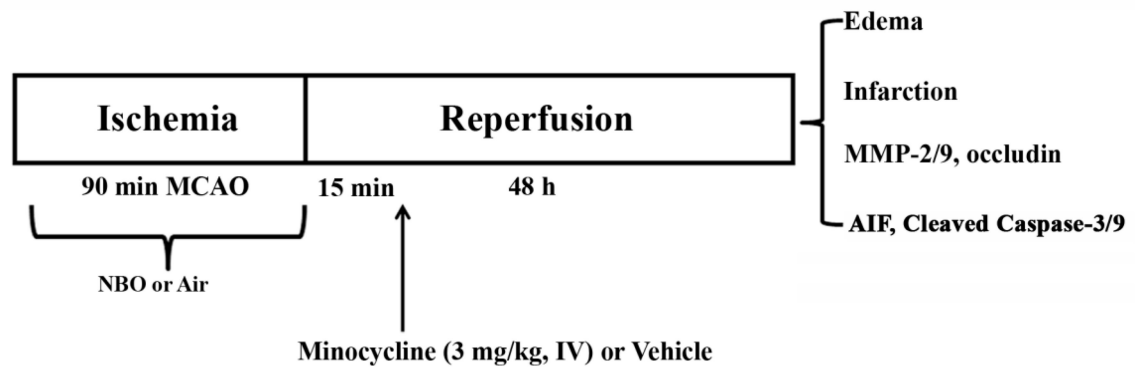 Edema
Infarction
MMP-2/9, occludin
AIF, Cleaved Caspase-3/9
Ischemia
Reperfusion
90 min MCAO
15 min
48 h
NBO or Air
Minocycline (3 mg/kg, IV) or Vehicle